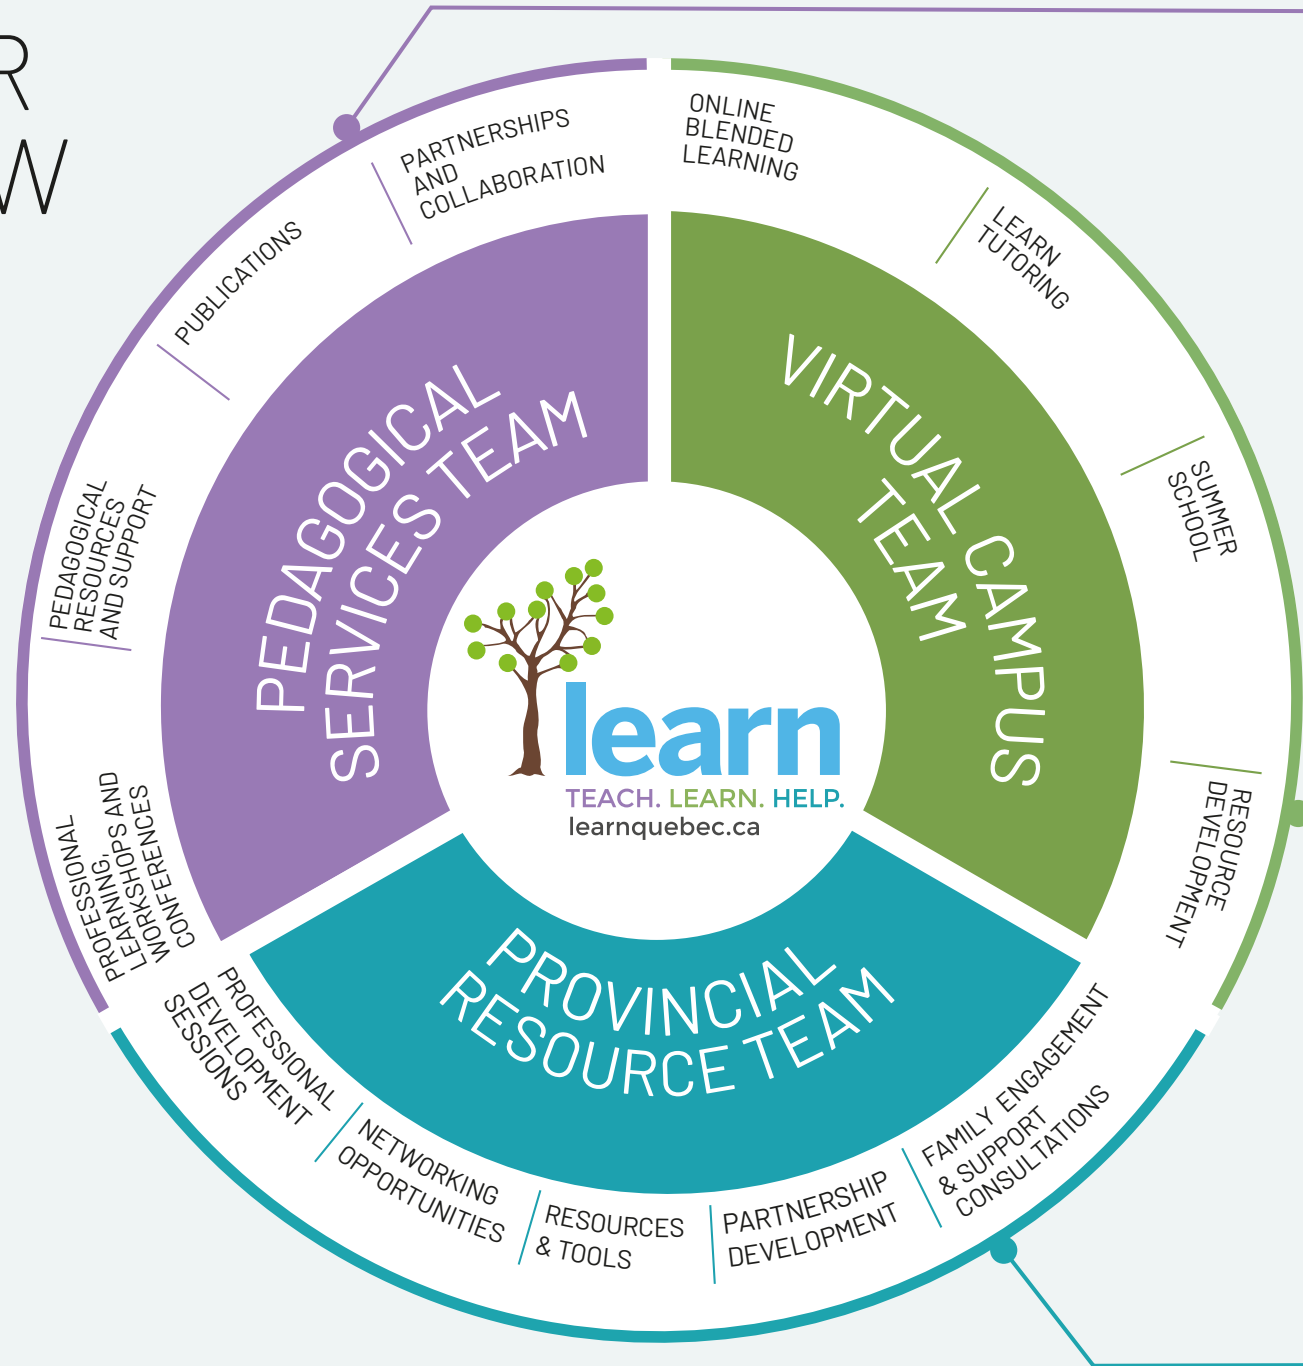 R
W
PARTNERSHIPS
AND
COLLABORATION
PUBLICATIONS
PEDAGOGICAL
RESOURCES
AND SUPPORT
PROFESSIONAL
LEARNING,
WORKSHOPS AND
CONFERENCES
PEDAGOGICAL
SERVICES TEAM
ONLINE
BLENDED
LEARNING
LEARN
TUTORING
SUMMER
SCHOOL
RESOURCE
DEVELOPMENT
VIRTUAL CAMPUS
TEAM
learn
TEACH. LEARN. HELP.
learnquebec.ca
PROVINCIAL
RESOURCE TEAM
PROFESSIONAL
DEVELOPMENT
SESSIONS
NETWORKING
OPPORTUNITIES
RESOURCES
& TOOLS
PARTNERSHIP
DEVELOPMENT
FAMILY ENGAGEMENT
& SUPPORT
CONSULTATIONS